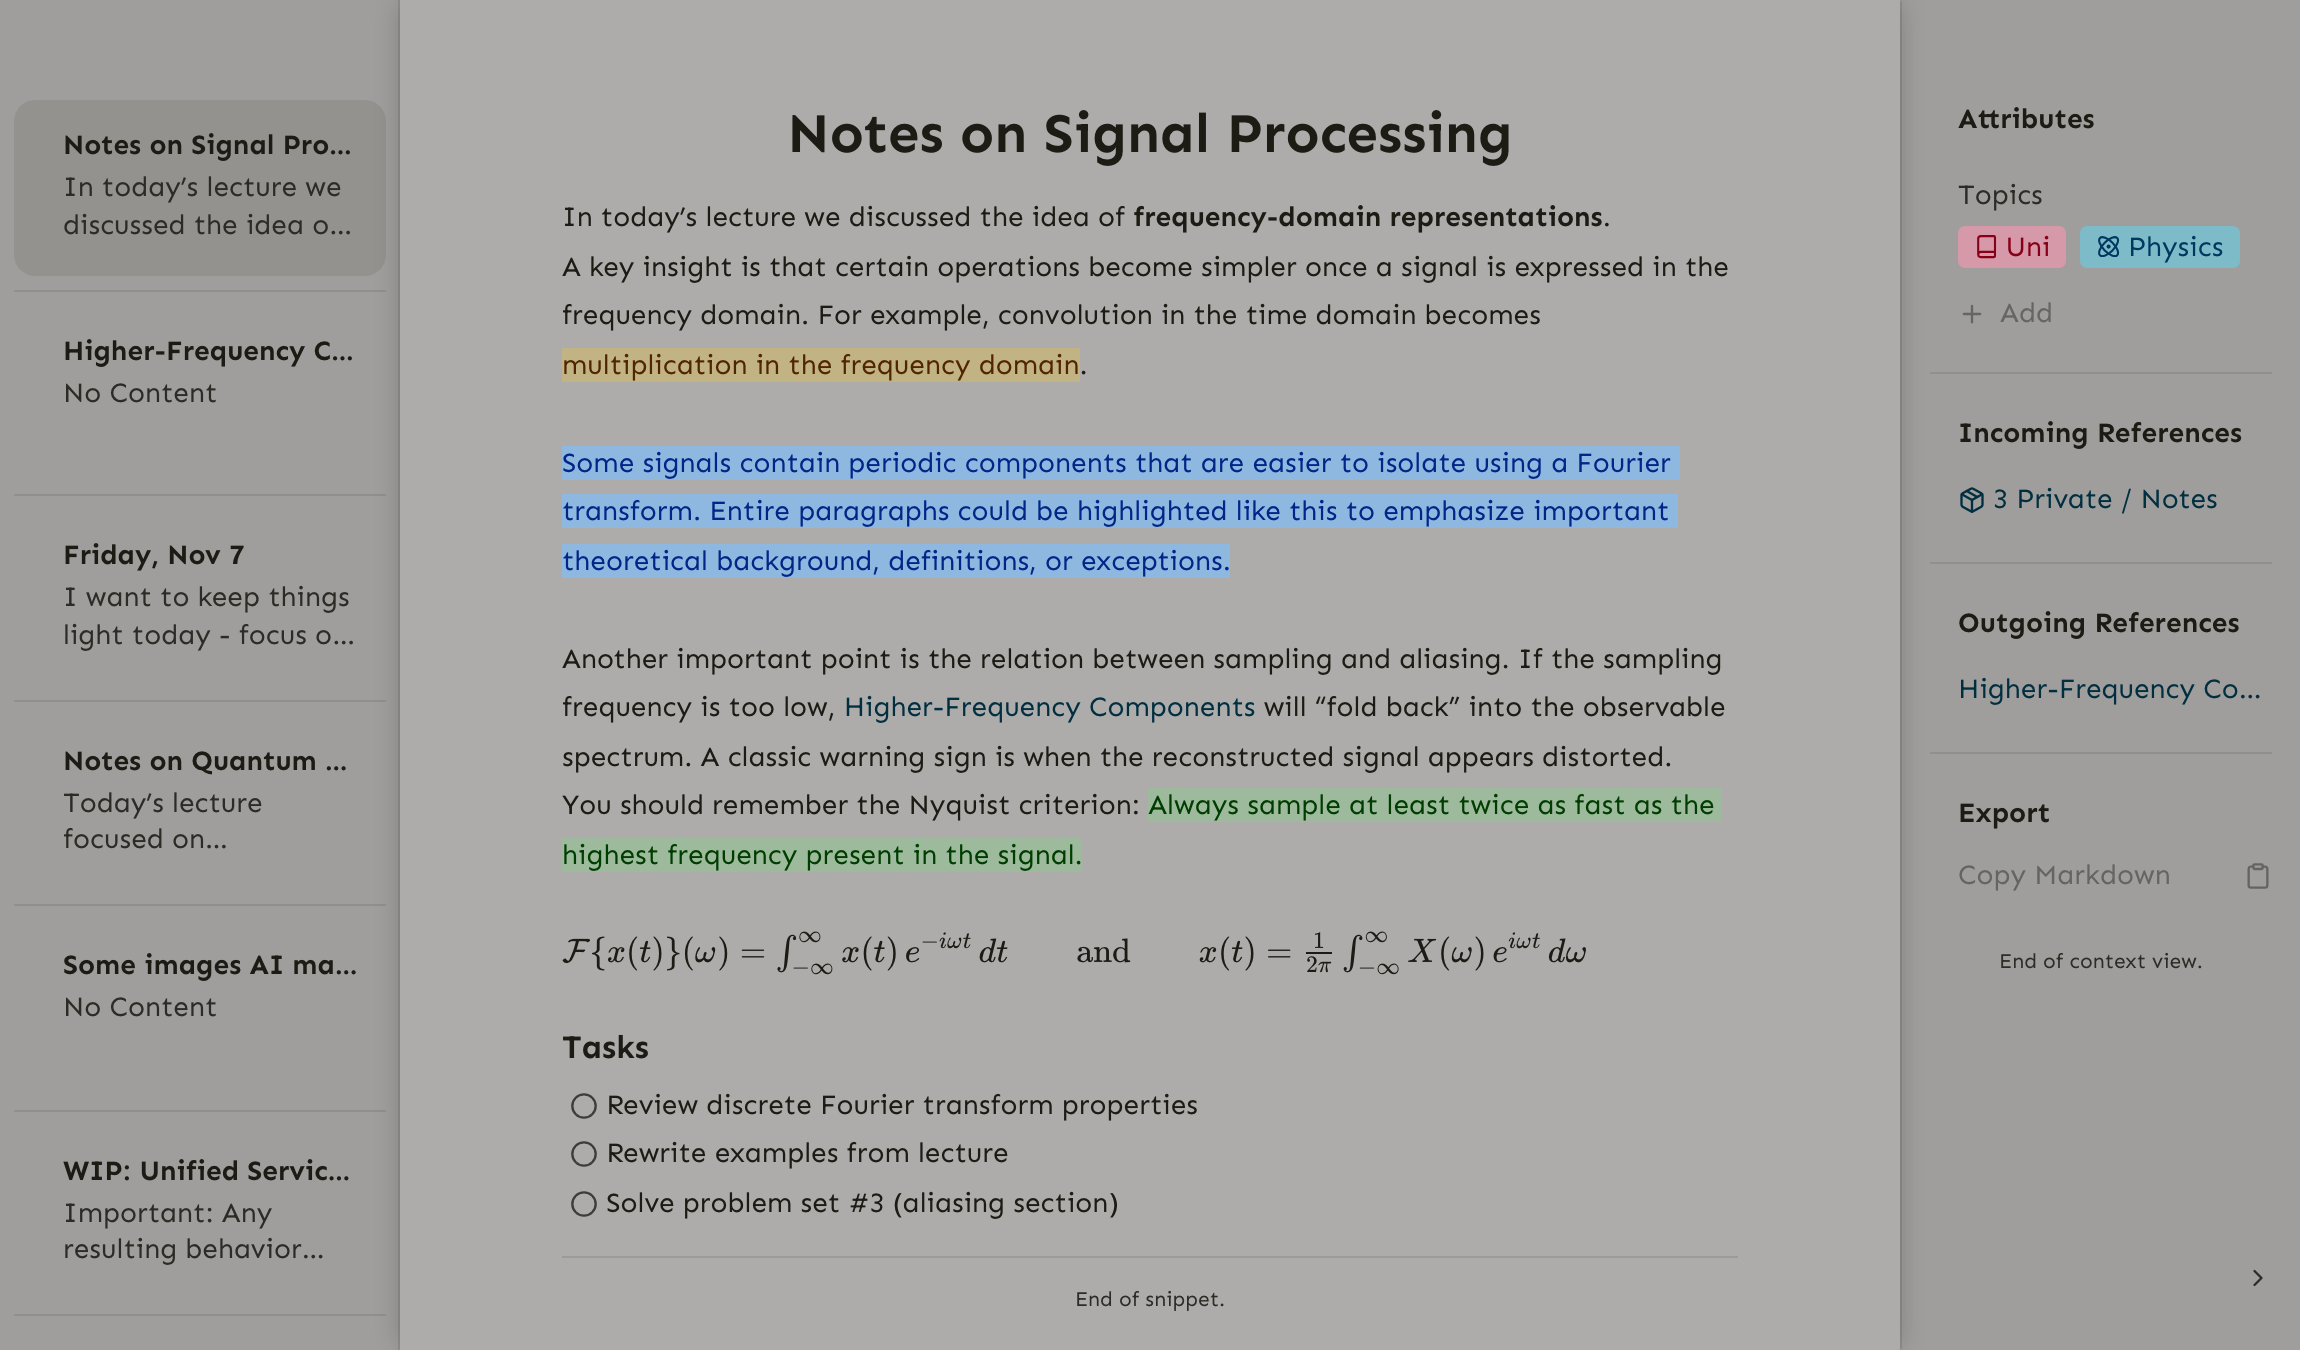 Notes on Signal Pro...
In today’s lecture we
discussed the idea o...
Higher-Frequency C...
No Content
Friday, Nov 7
I want to keep things
light today - focus o...
Notes on Quantum ...
Today’s lecture
focused on...
Some images AI ma...
No Content
WIP: Unified Servic...
Important: Any
resulting behavior...
Notes on Signal Processing
In today’s lecture we discussed the idea of frequency-domain representations.
A key insight is that certain operations become simpler once a signal is expressed in the
frequency domain. For example, convolution in the time domain becomes
multiplication in the frequency domain.
Some signals contain periodic components that are easier to isolate using a Fourier
transform. Entire paragraphs could be highlighted like this to emphasize important
theoretical background, definitions, or exceptions.
Another important point is the relation between sampling and aliasing. If the sampling
frequency is too low, Higher-Frequency Components will “fold back” into the observable
spectrum. A classic warning sign is when the reconstructed signal appears distorted.
You should remember the Nyquist criterion: Always sample at least twice as fast as the
highest frequency present in the signal.
ℱ{x(t)}(ω) = ∫_{-∞}^{∞} x(t) e^{-iωt} dt and x(t) = \frac{1}{2π} ∫_{-∞}^{∞} X(ω) e^{iωt} dω
Tasks
Review discrete Fourier transform properties
Rewrite examples from lecture
Solve problem set #3 (aliasing section)
End of snippet.
Attributes
Topics
Uni Physics
+ Add
Incoming References
3 Private / Notes
Outgoing References
Higher-Frequency Co...
Export
Copy Markdown
End of context view.